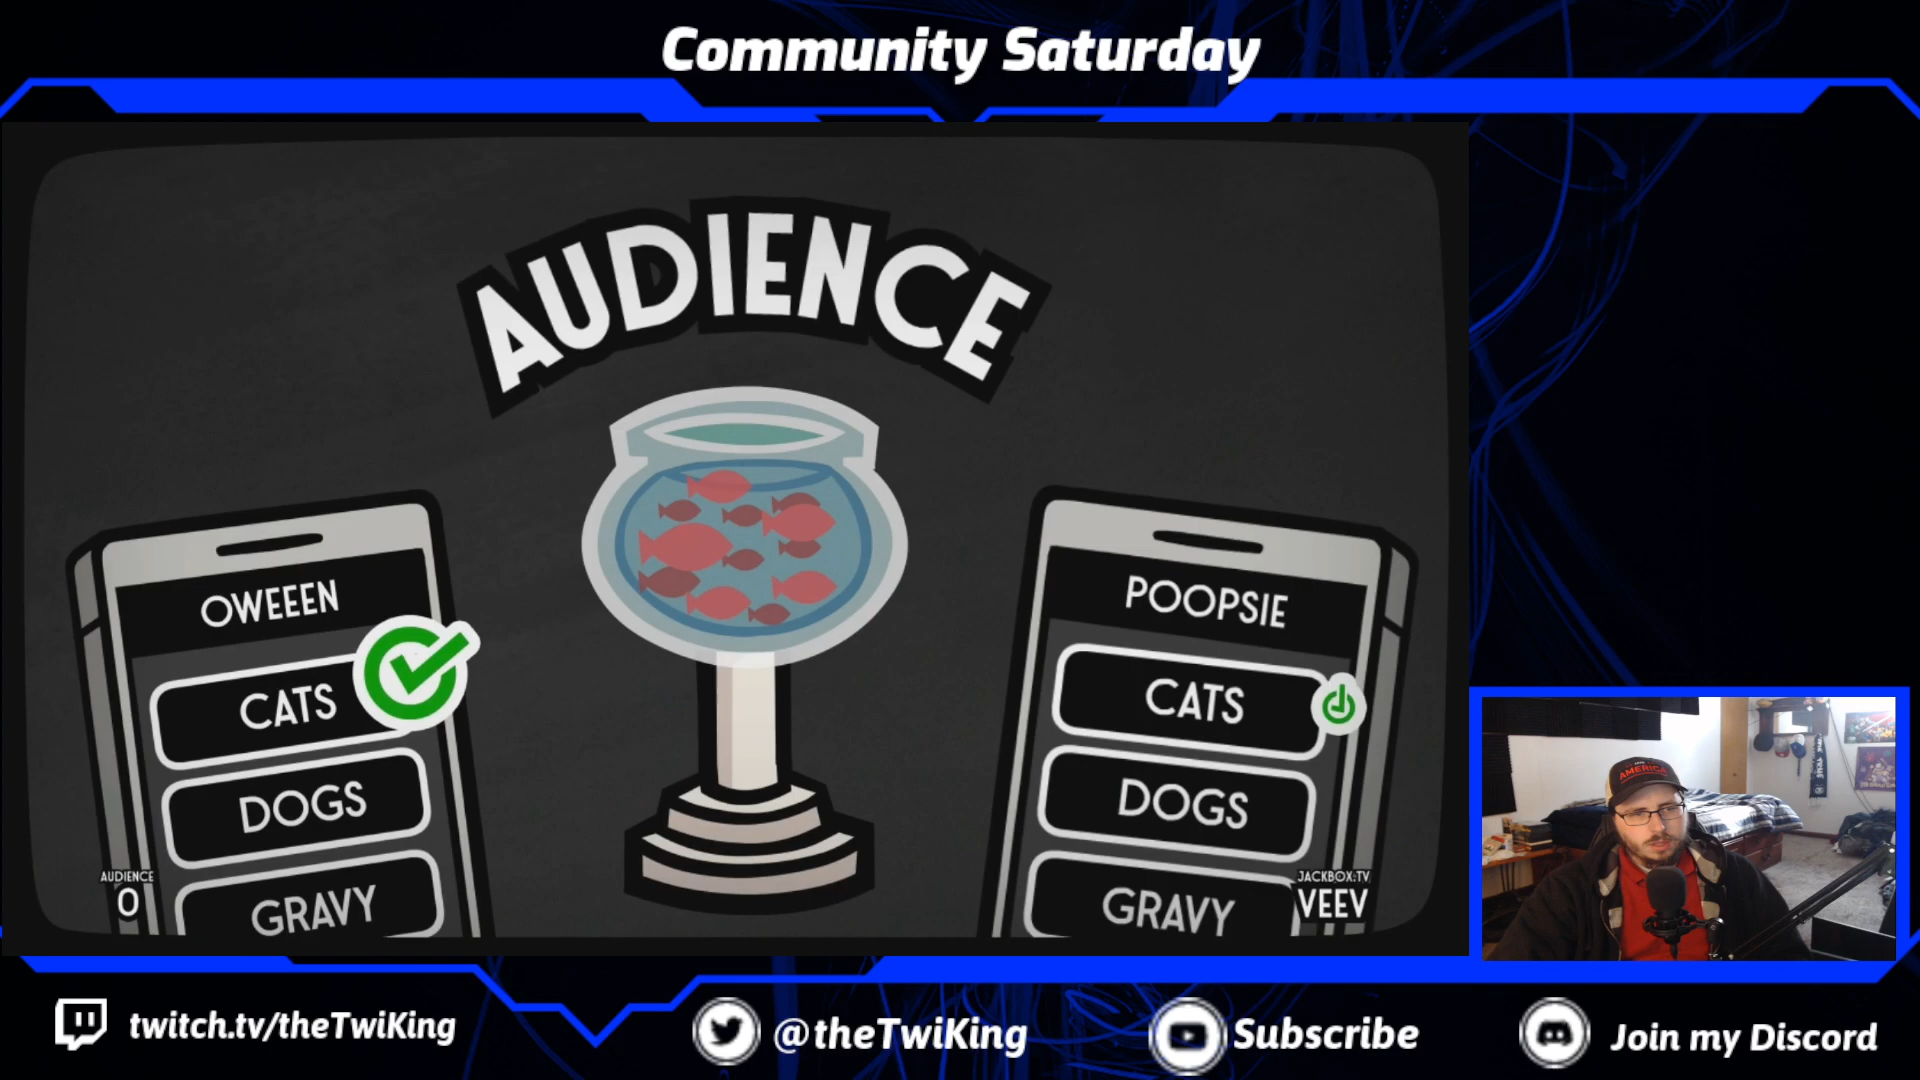 Community Saturday
AUDIENCE
OWEEEN
CATS
DOGS
GRAVY
POOPSIE
CATS
DOGS
GRAVY
AUDIENCE
0
JACKBOX.TV
VEEV
AMERICA
twitch.tv/theTwiKing
@theTwiKing
Subscribe
Join my Discord